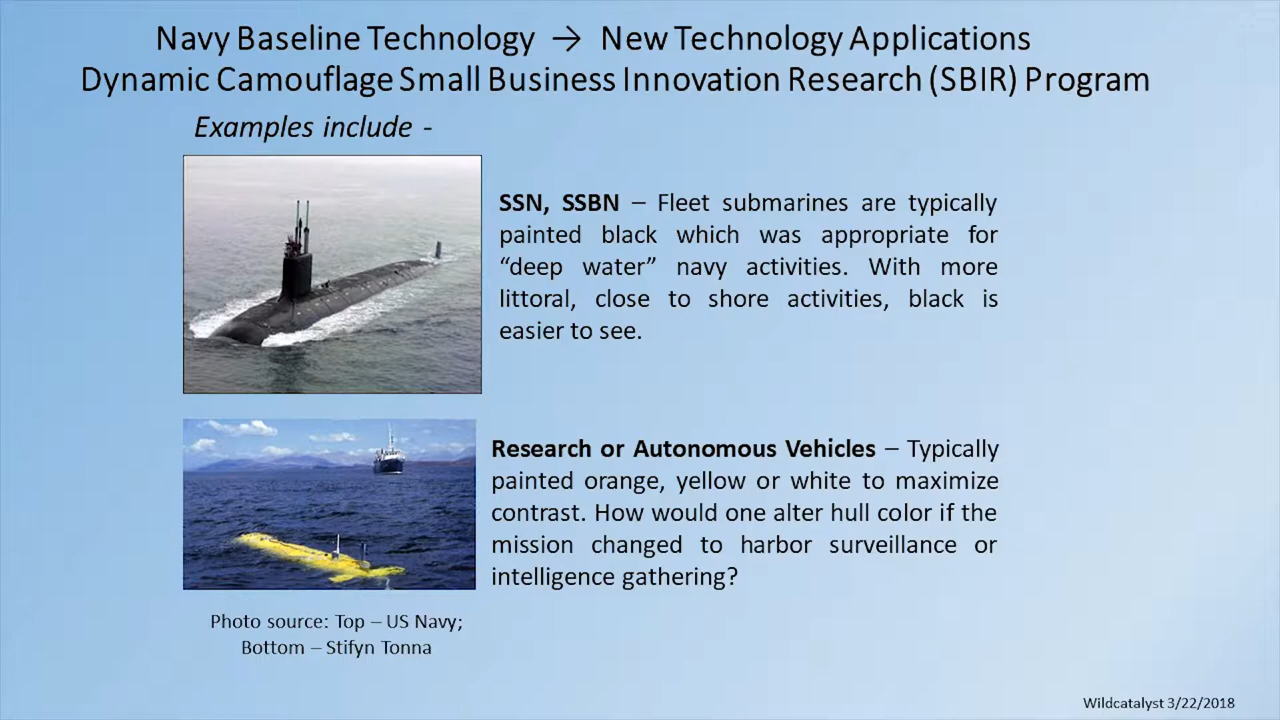 Navy Baseline Technology → New Technology Applications
Dynamic Camouflage Small Business Innovation Research (SBIR) Program
Examples include -
SSN, SSBN – Fleet submarines are typically
painted black which was appropriate for
“deep water” navy activities. With more
littoral, close to shore activities, black is
easier to see.
Research or Autonomous Vehicles – Typically
painted orange, yellow or white to maximize
contrast. How would one alter hull color if the
mission changed to harbor surveillance or
intelligence gathering?
Photo source: Top – US Navy;
Bottom – Stifyn Tonna
Wildcatalyst 3/22/2018